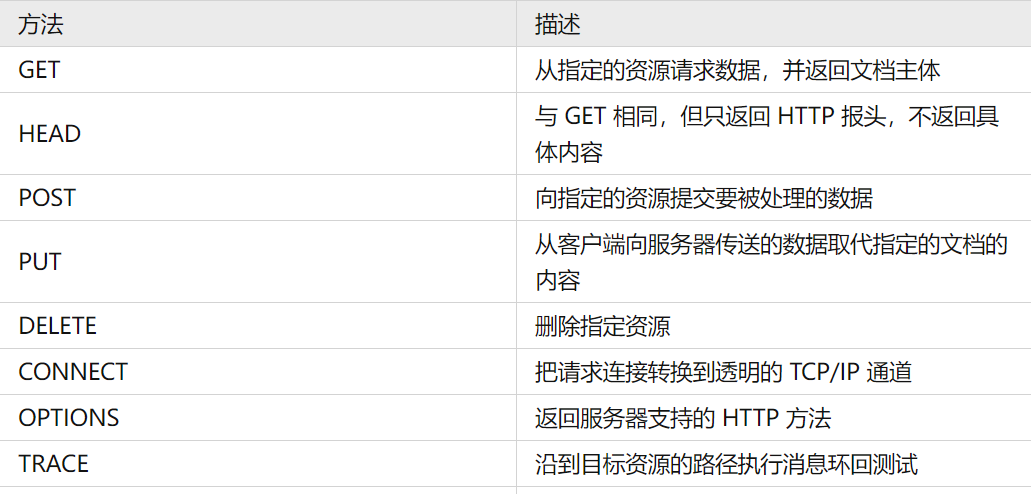 方法 描述
GET 从指定的资源请求数据，并返回文档主体
HEAD 与 GET 相同，但只返回 HTTP 报头，不返回具
体内容
POST 向指定的资源提交要被处理的数据
PUT 从客户端向服务器传送的数据取代指定的文档的
内容
DELETE 删除指定资源
CONNECT 把请求连接转换到透明的 TCP/IP 通道
OPTIONS 返回服务器支持的 HTTP 方法
TRACE 沿到目标资源的路径执行消息环回测试